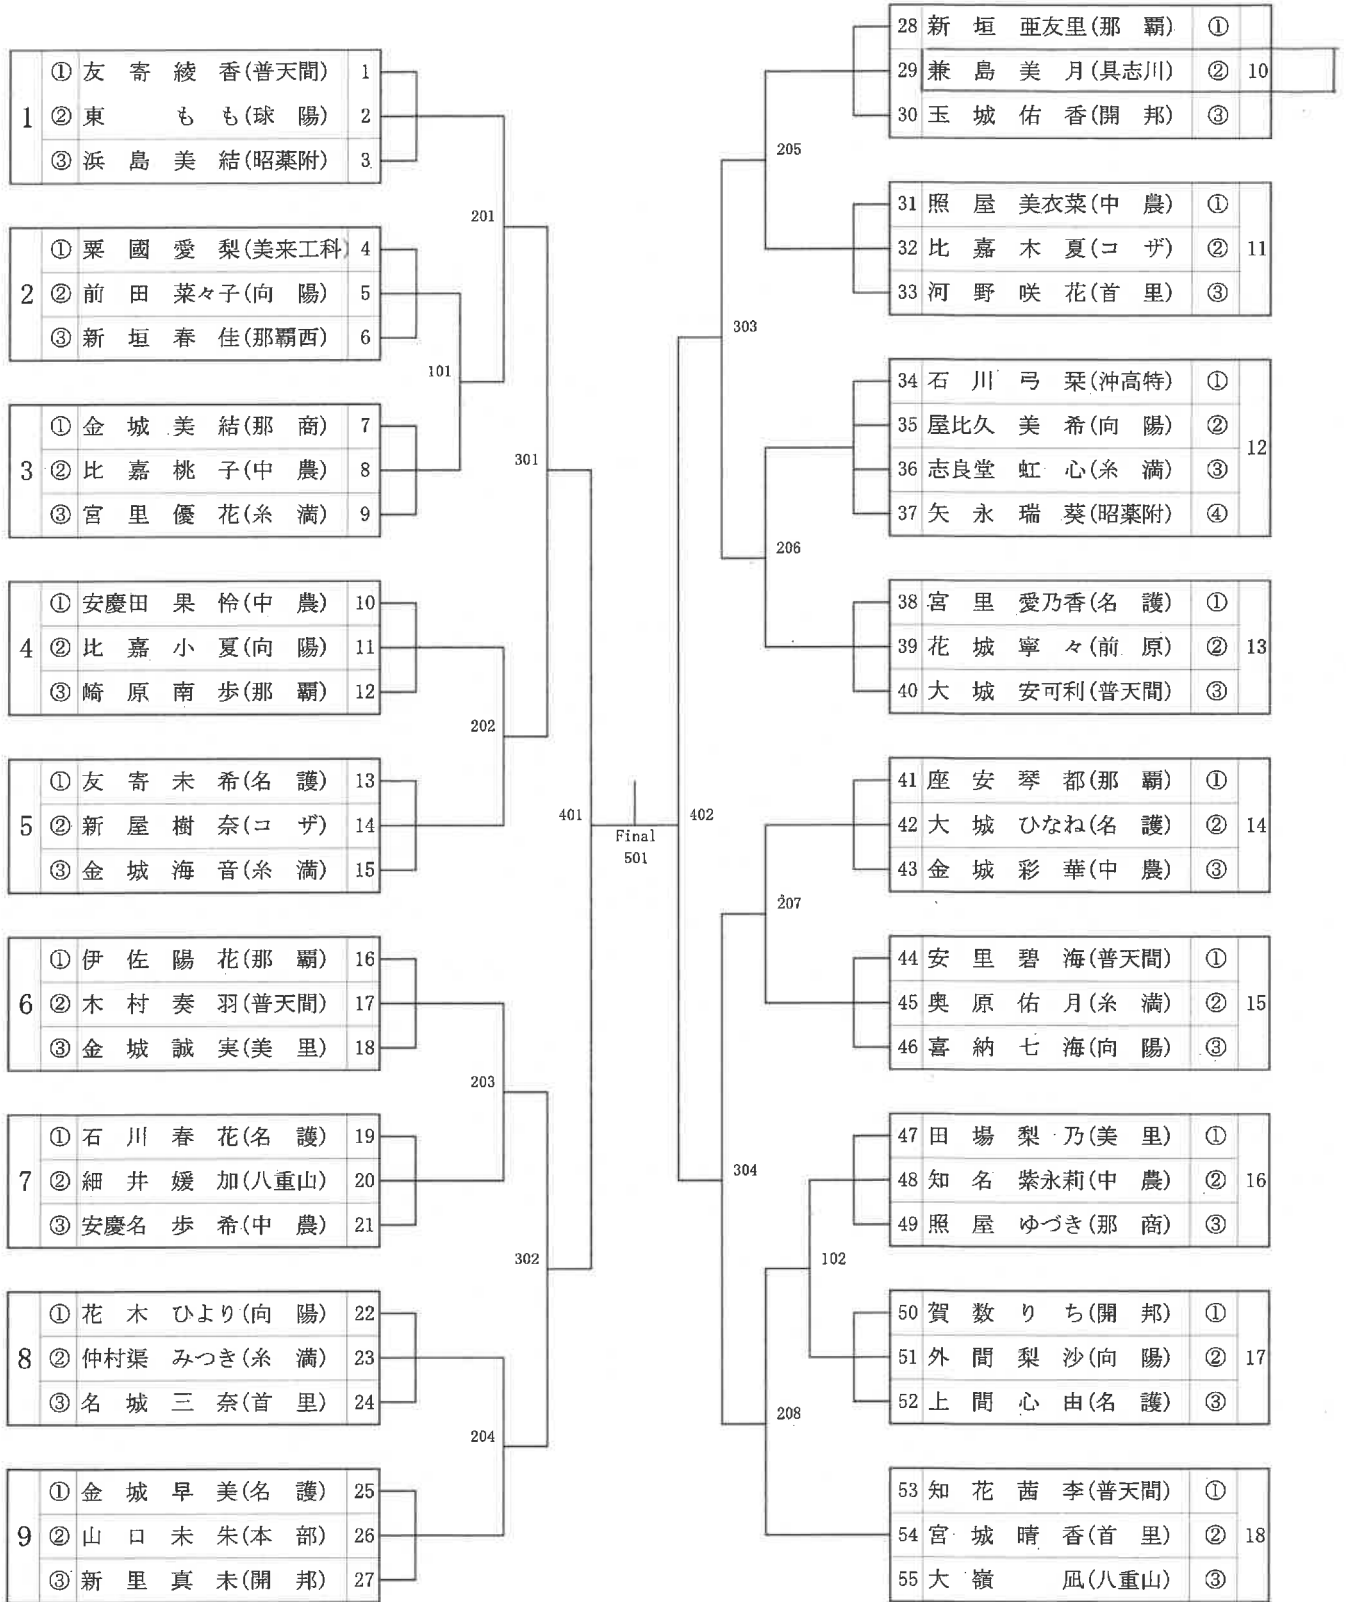 1
① 友寄綾香(普天間) 1
② 東もも(球陽) 2
③ 浜島美結(昭薬附) 3
2
① 粟國愛梨(美来工科) 4
② 前田菜々子(向陽) 5
③ 新垣春佳(那覇西) 6
3
① 金城美結(那商) 7
② 比嘉桃子(中農) 8
③ 宮里優花(糸満) 9
4
① 安慶田果怜(中農) 10
② 比嘉小夏(向陽) 11
③ 崎原南歩(那覇) 12
5
① 友寄未希(名護) 13
② 新屋樹奈(コザ) 14
③ 金城海音(糸満) 15
6
① 伊佐陽花(那覇) 16
② 木村奏羽(普天間) 17
③ 金城誠実(美里) 18
7
① 石川春花(名護) 19
② 細井媛加(八重山) 20
③ 安慶名歩希(中農) 21
8
① 花木ひより(向陽) 22
② 仲村渠みつき(糸満) 23
③ 名城三奈(首里) 24
9
① 金城早美(名護) 25
② 山口未朱(本部) 26
③ 新里真未(開邦) 27
101
201
202
203
204
301
302
401
Final
501
402
303
304
205
206
207
208
102
28 新垣亜友里(那覇) ①
29 兼島美月(具志川) ② 10
30 玉城佑香(開邦) ③
31 照屋美衣菜(中農) ①
32 比嘉木夏(コザ) ② 11
33 河野咲花(首里) ③
34 石川弓栞(沖高特) ①
35 屋比久美希(向陽) ②
12
36 志良堂虹心(糸満) ③
37 矢永瑞葵(昭薬附) ④
38 宮里愛乃香(名護) ①
39 花城寧々(前原) ② 13
40 大城安可利(普天間) ③
41 座安琴都(那覇) ①
42 大城ひなね(名護) ② 14
43 金城彩華(中農) ③
44 安里碧海(普天間) ①
45 奥原佑月(糸満) ② 15
46 喜納七海(向陽) ③
47 田場梨乃(美里) ①
48 知名紫永莉(中農) ② 16
49 照屋ゆづき(那商) ③
50 賀数りち(開邦) ①
51 外間梨沙(向陽) ② 17
52 上間心由(名護) ③
53 知花茜李(普天間) ①
54 宮城晴香(首里) ② 18
55 大嶺凪(八重山) ③